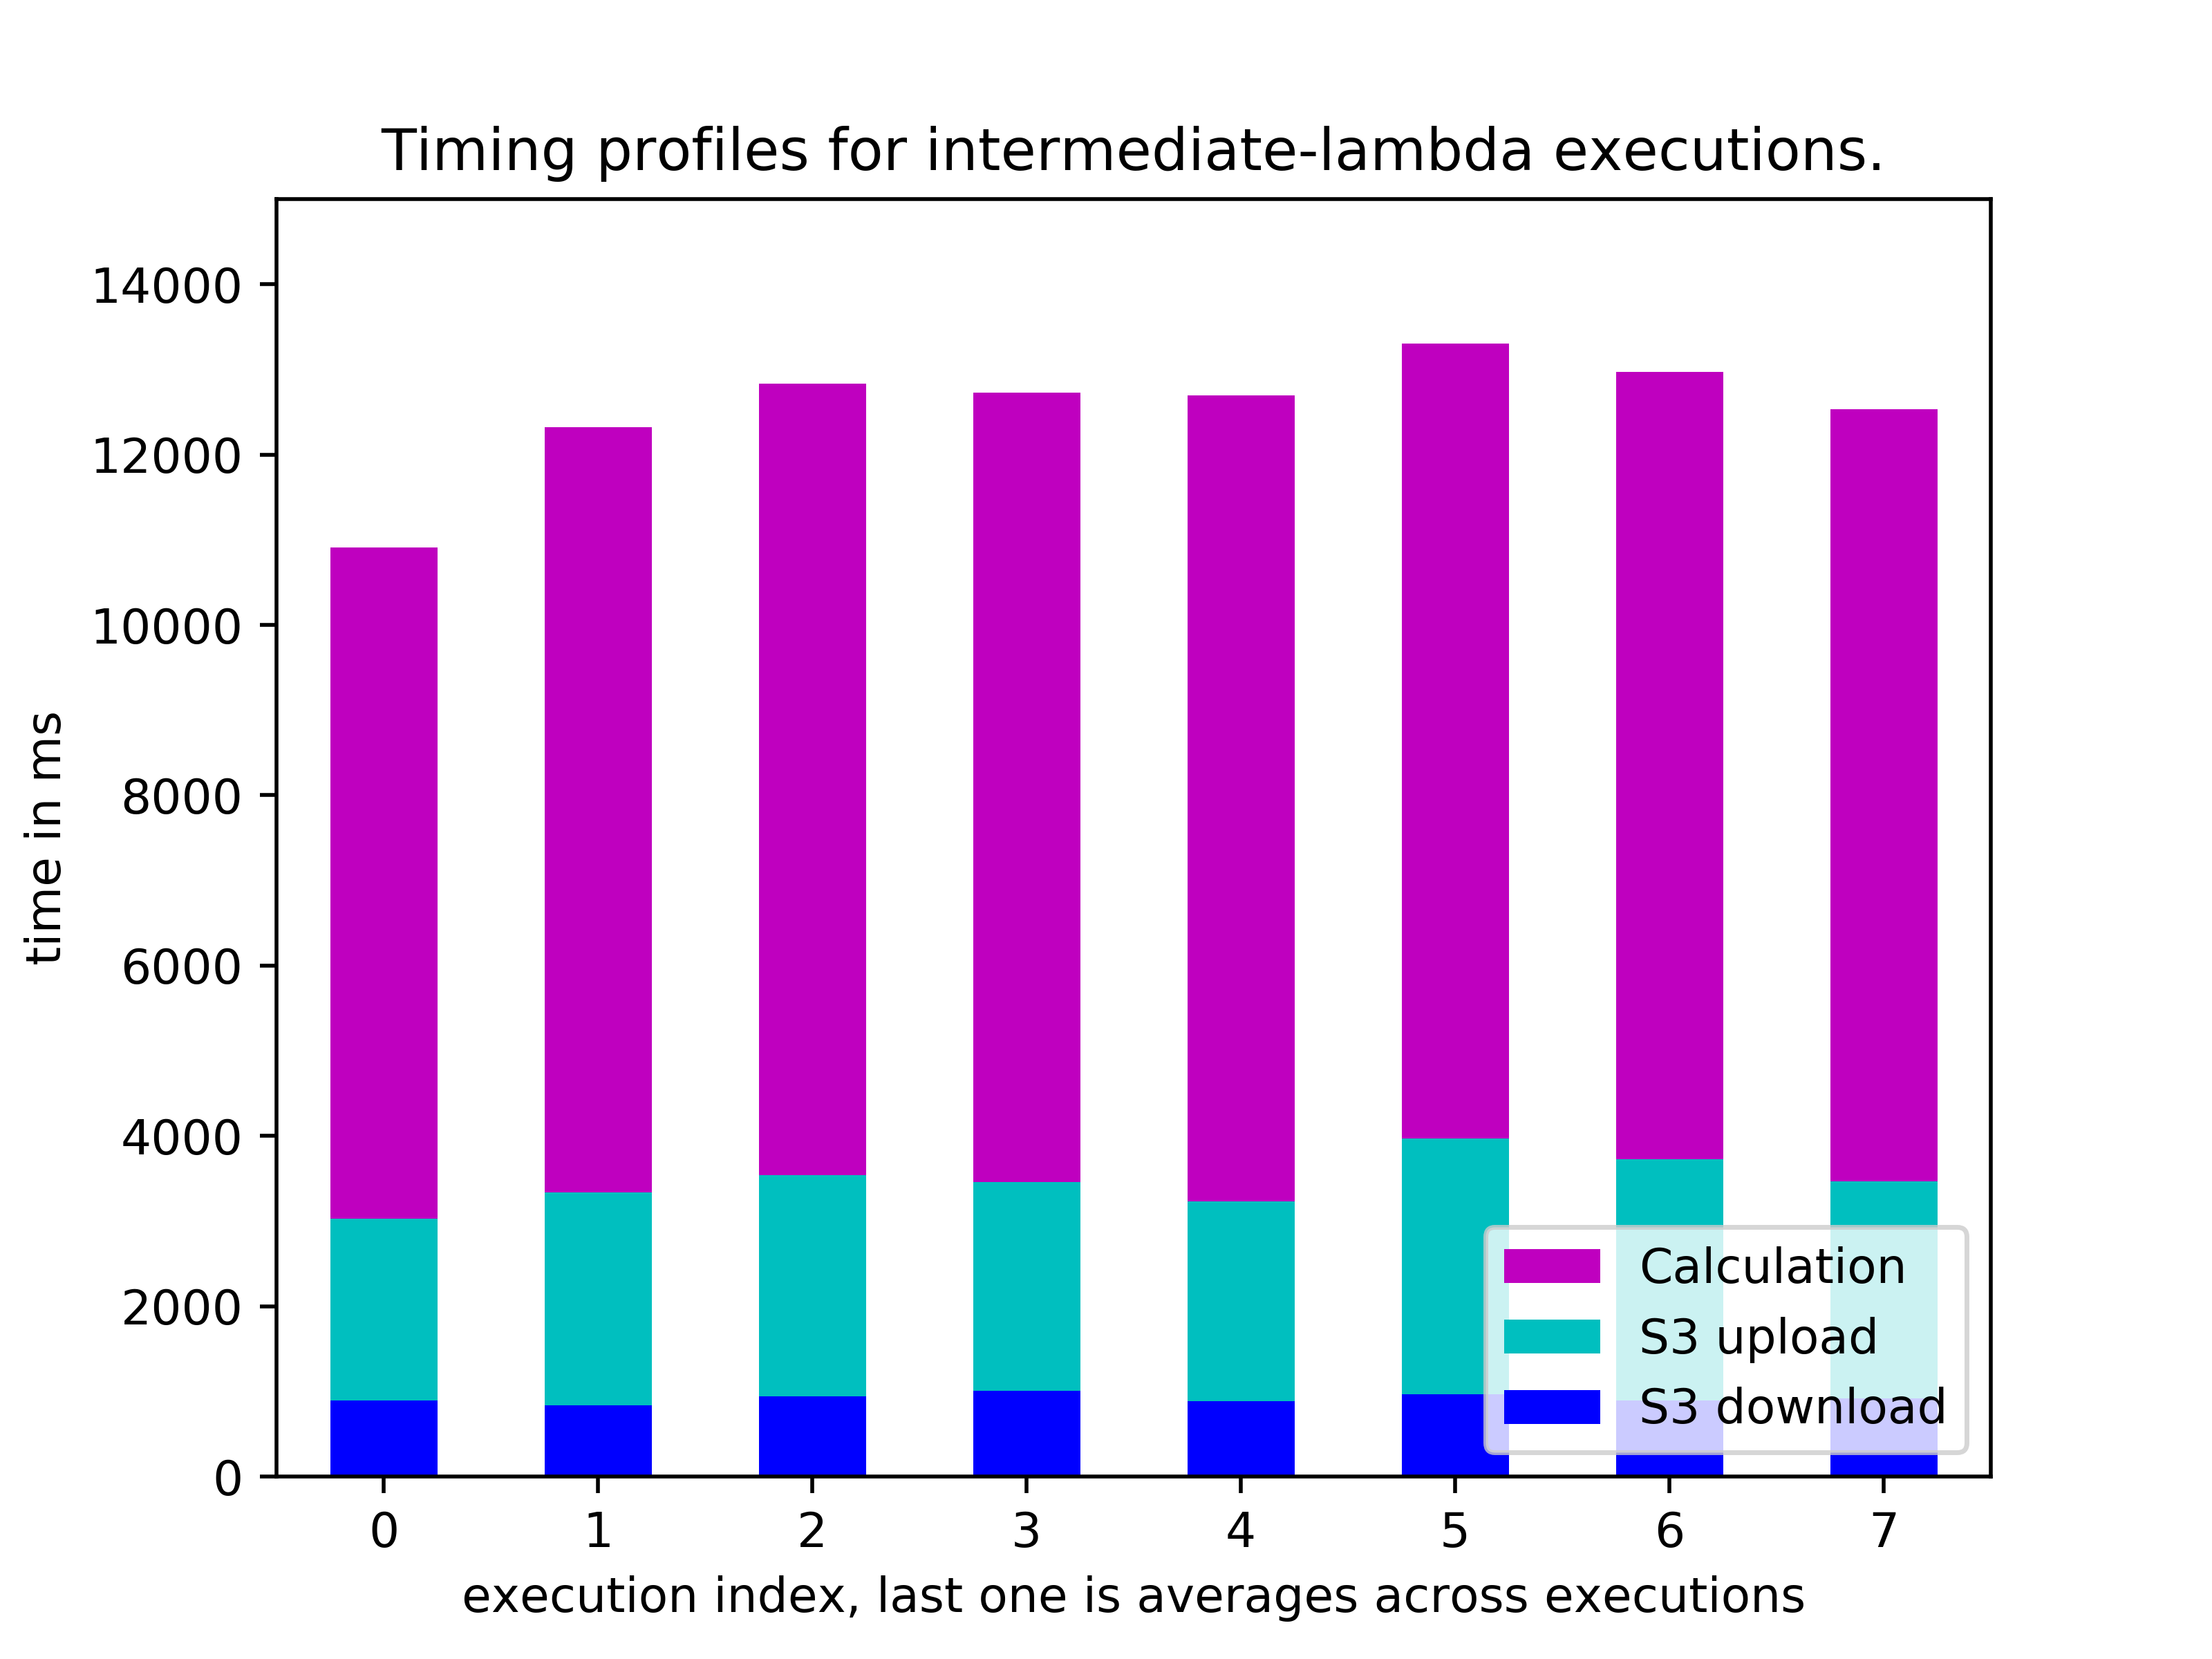 Timing profiles for intermediate-lambda executions.
14000
12000
10000
8000
6000
4000
2000
0
time in ms
Calculation
S3 upload
S3 download
0 1 2 3 4 5 6 7
execution index, last one is averages across executions